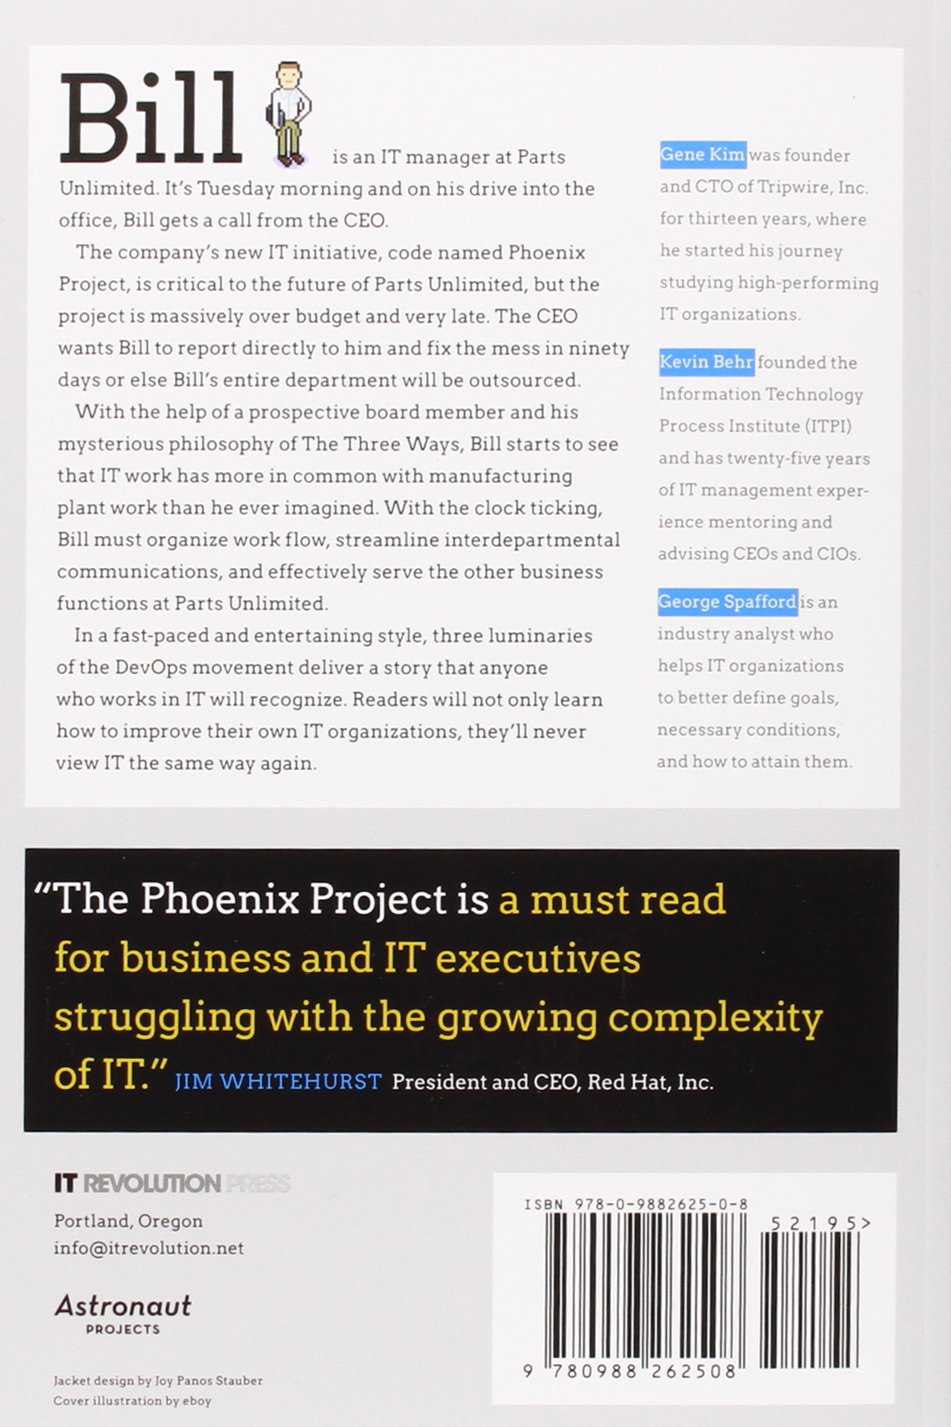 Bill is an IT manager at Parts
Unlimited. It's Tuesday morning and on his drive into the
office, Bill gets a call from the CEO.
The company's new IT initiative, code named Phoenix
Project, is critical to the future of Parts Unlimited, but the
project is massively over budget and very late. The CEO
wants Bill to report directly to him and fix the mess in ninety
days or else Bill's entire department will be outsourced.
With the help of a prospective board member and his
mysterious philosophy of The Three Ways, Bill starts to see
that IT work has more in common with manufacturing
plant work than he ever imagined. With the clock ticking,
Bill must organize work flow, streamline interdepartmental
communications, and effectively serve the other business
functions at Parts Unlimited.
In a fast-paced and entertaining style, three luminaries
of the DevOps movement deliver a story that anyone
who works in IT will recognize. Readers will not only learn
how to improve their own IT organizations, they'll never
view IT the same way again.
Gene Kim was founder
and CTO of Tripwire, Inc.
for thirteen years, where
he started his journey
studying high-performing
IT organizations.
Kevin Behr founded the
Information Technology
Process Institute (ITPI)
and has twenty-five years
of IT management exper-
ience mentoring and
advising CEOs and CIOs.
George Spafford is an
industry analyst who
helps IT organizations
to better define goals,
necessary conditions,
and how to attain them.
“The Phoenix Project is a must read
for business and IT executives
struggling with the growing complexity
of IT.” JIM WHITEHURST President and CEO, Red Hat, Inc.
IT REVOLUTION PRESS
Portland, Oregon
info@itrevolution.net
Astronaut
PROJECTS
Jacket design by Joy Panos Stauber
Cover illustration by eboy
ISBN 978-0-9882625-0-8
52195>
9 780988 262508